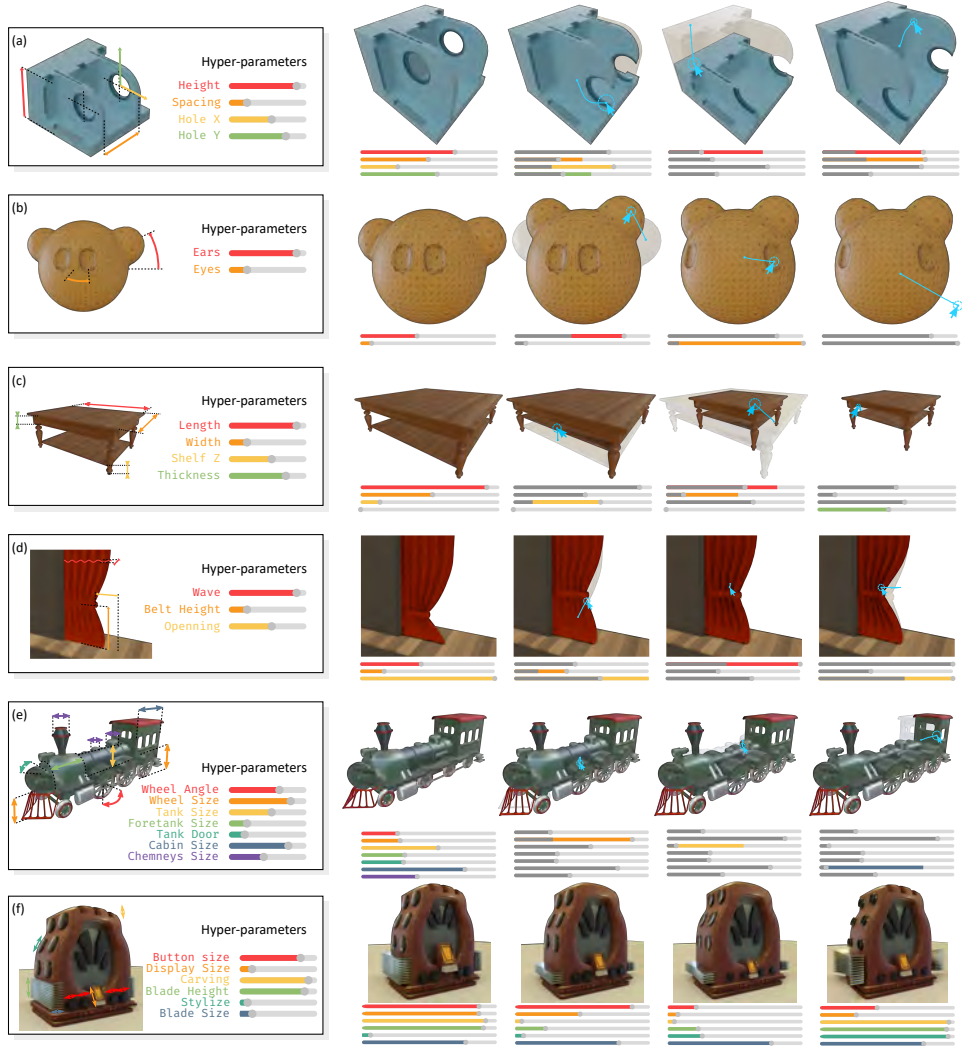 (a)
Hyper-parameters
Height
Spacing
Hole X
Hole Y
(b)
Hyper-parameters
Ears
Eyes
(c)
Hyper-parameters
Length
Width
Shelf Z
Thickness
(d)
Hyper-parameters
Wave
Belt Height
Openning
(e)
Hyper-parameters
Wheel Angle
Wheel Size
Tank Size
Foretank Size
Tank Door
Cabin Size
Chemneys Size
(f)
Hyper-parameters
Button size
Display Size
Carving
Blade Height
Stylize
Blade Size